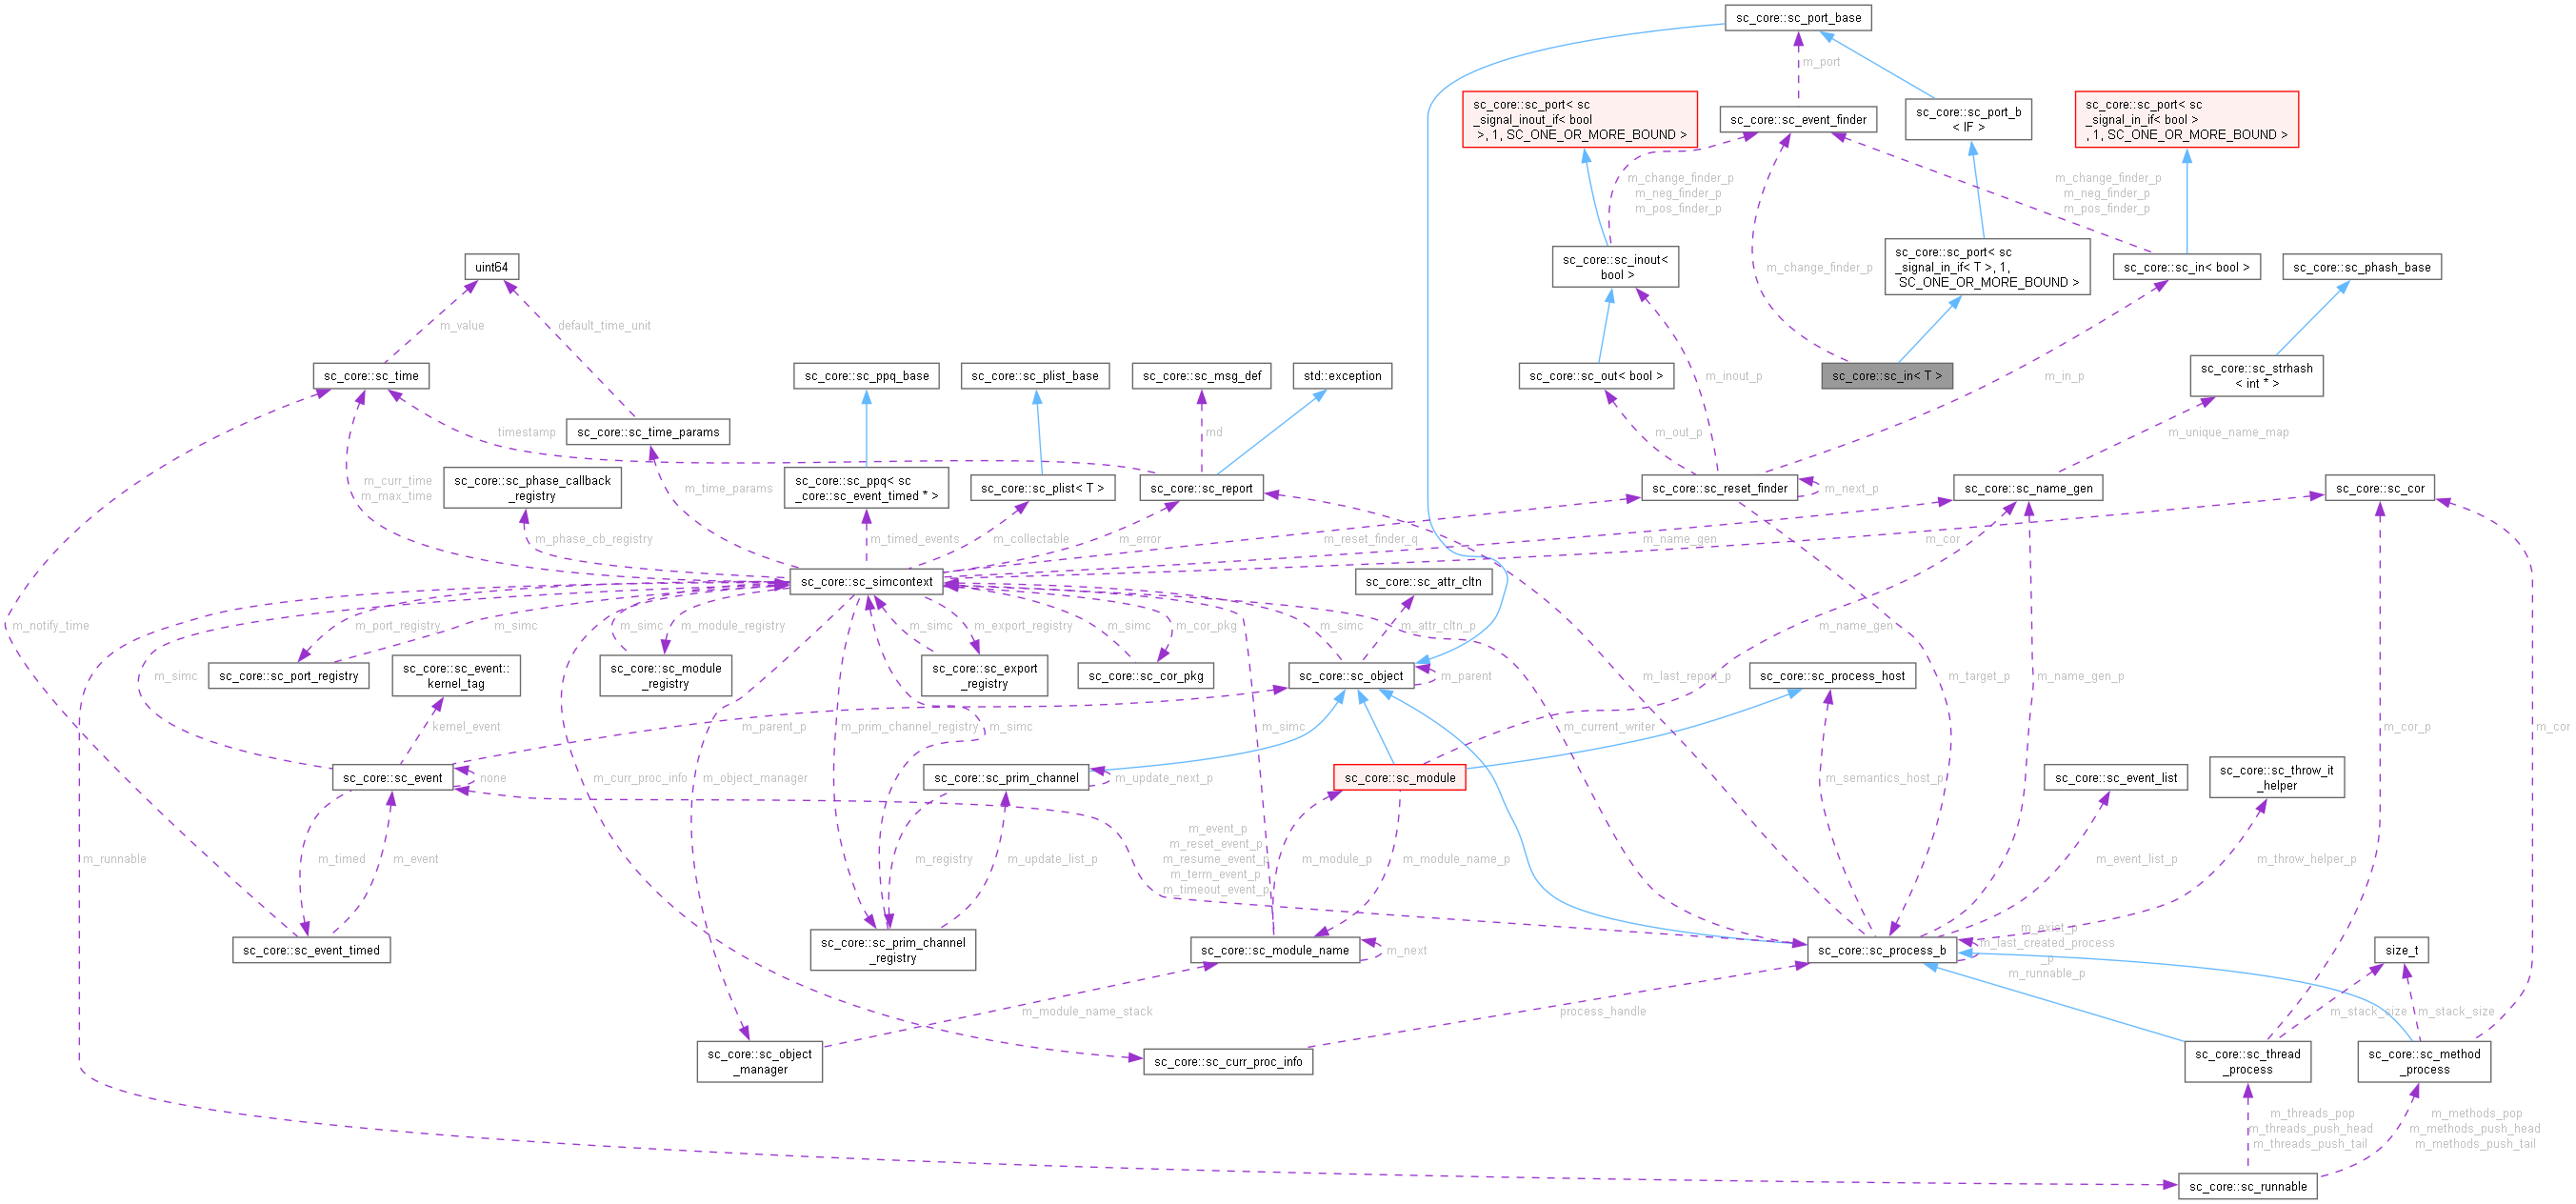 sc_core::sc_port_base
m_port
sc_core::sc_port< sc
_signal_inout_if< bool
>, 1, SC_ONE_OR_MORE_BOUND >
sc_core::sc_event_finder
sc_core::sc_port_b
< IF >
sc_core::sc_port< sc
_signal_in_if< bool >
, 1, SC_ONE_OR_MORE_BOUND >
m_change_finder_p
m_neg_finder_p
m_pos_finder_p
m_change_finder_p
m_neg_finder_p
m_pos_finder_p
uint64
sc_core::sc_inout<
bool >
m_change_finder_p
sc_core::sc_port< sc
_signal_in_if< T >, 1,
SC_ONE_OR_MORE_BOUND >
sc_core::sc_in< bool >
sc_core::sc_phash_base
m_value
default_time_unit
sc_core::sc_time
sc_core::sc_ppq_base
sc_core::sc_plist_base
sc_core::sc_msg_def
std::exception
sc_core::sc_out< bool >
m_inout_p
sc_core::sc_in< T >
m_in_p
sc_core::sc_strhash
< int * >
sc_core::sc_time_params
timestamp
md
m_out_p
m_unique_name_map
m_curr_time
m_max_time
sc_core::sc_phase_callback
_registry
m_time_params
sc_core::sc_ppq< sc
_core::sc_event_timed * >
sc_core::sc_plist< T >
sc_core::sc_report
sc_core::sc_reset_finder
m_next_p
sc_core::sc_name_gen
sc_core::sc_cor
m_phase_cb_registry
m_timed_events
m_collectable
m_error
m_reset_finder_q
m_name_gen
m_cor
sc_core::sc_simcontext
sc_core::sc_attr_cltn
m_notify_time
m_port_registry
m_simc
m_simc
m_module_registry
m_simc
m_export_registry
m_cor_pkg
m_simc
m_simc
m_attr_cltn_p
m_name_gen
sc_core::sc_port_registry
sc_core::sc_event::
kernel_tag
sc_core::sc_module
_registry
sc_core::sc_export
_registry
sc_core::sc_cor_pkg
sc_core::sc_object
m_parent
m_last_report_p
sc_core::sc_process_host
m_target_p
m_name_gen_p
m_simc
kernel_event
m_parent_p
m_prim_channel_registry
m_simc
m_simc
m_current_writer
m_cor_p
m_cor
sc_core::sc_event
none
m_curr_proc_info
m_object_manager
sc_core::sc_prim_channel
m_update_next_p
sc_core::sc_module
m_semantics_host_p
sc_core::sc_event_list
sc_core::sc_throw_it
_helper
m_runnable
m_timed
m_event
m_registry
m_update_list_p
m_event_p
m_reset_event_p
m_resume_event_p
m_term_event_p
m_timeout_event_p
m_module_p
m_module_name_p
m_event_list_p
m_throw_helper_p
sc_core::sc_event_timed
sc_core::sc_prim_channel
_registry
sc_core::sc_module_name
m_next
sc_core::sc_process_b
m_exist_p
m_last_created_process
_p
m_runnable_p
size_t
m_module_name_stack
process_handle
m_stack_size
m_stack_size
sc_core::sc_object
_manager
sc_core::sc_curr_proc_info
sc_core::sc_thread
_process
sc_core::sc_method
_process
m_threads_pop
m_threads_push_head
m_threads_push_tail
m_methods_pop
m_methods_push_head
m_methods_push_tail
sc_core::sc_runnable